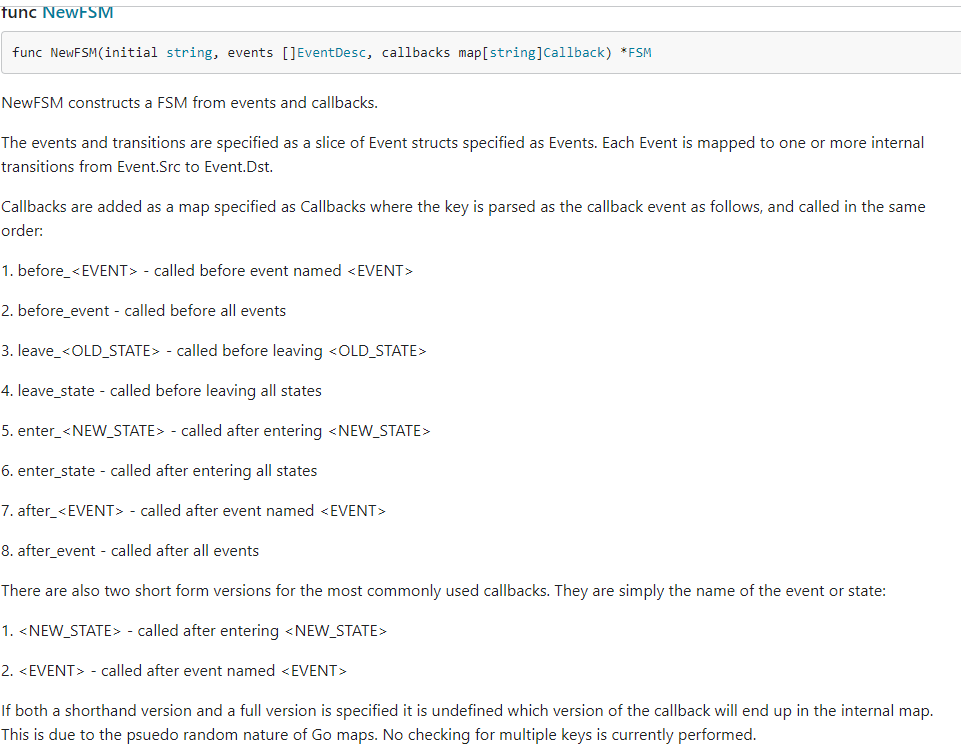 func NewFSM
func NewFSM(initial string, events []EventDesc, callbacks map[string]Callback) *FSM
NewFSM constructs a FSM from events and callbacks.
The events and transitions are specified as a slice of Event structs specified as Events. Each Event is mapped to one or more internal
transitions from Event.Src to Event.Dst.
Callbacks are added as a map specified as Callbacks where the key is parsed as the callback event as follows, and called in the same
order:
1. before_<EVENT> - called before event named <EVENT>
2. before_event - called before all events
3. leave_<OLD_STATE> - called before leaving <OLD_STATE>
4. leave_state - called before leaving all states
5. enter_<NEW_STATE> - called after entering <NEW_STATE>
6. enter_state - called after entering all states
7. after_<EVENT> - called after event named <EVENT>
8. after_event - called after all events
There are also two short form versions for the most commonly used callbacks. They are simply the name of the event or state:
1. <NEW_STATE> - called after entering <NEW_STATE>
2. <EVENT> - called after event named <EVENT>
If both a shorthand version and a full version is specified it is undefined which version of the callback will end up in the internal map.
This is due to the psuedo random nature of Go maps. No checking for multiple keys is currently performed.